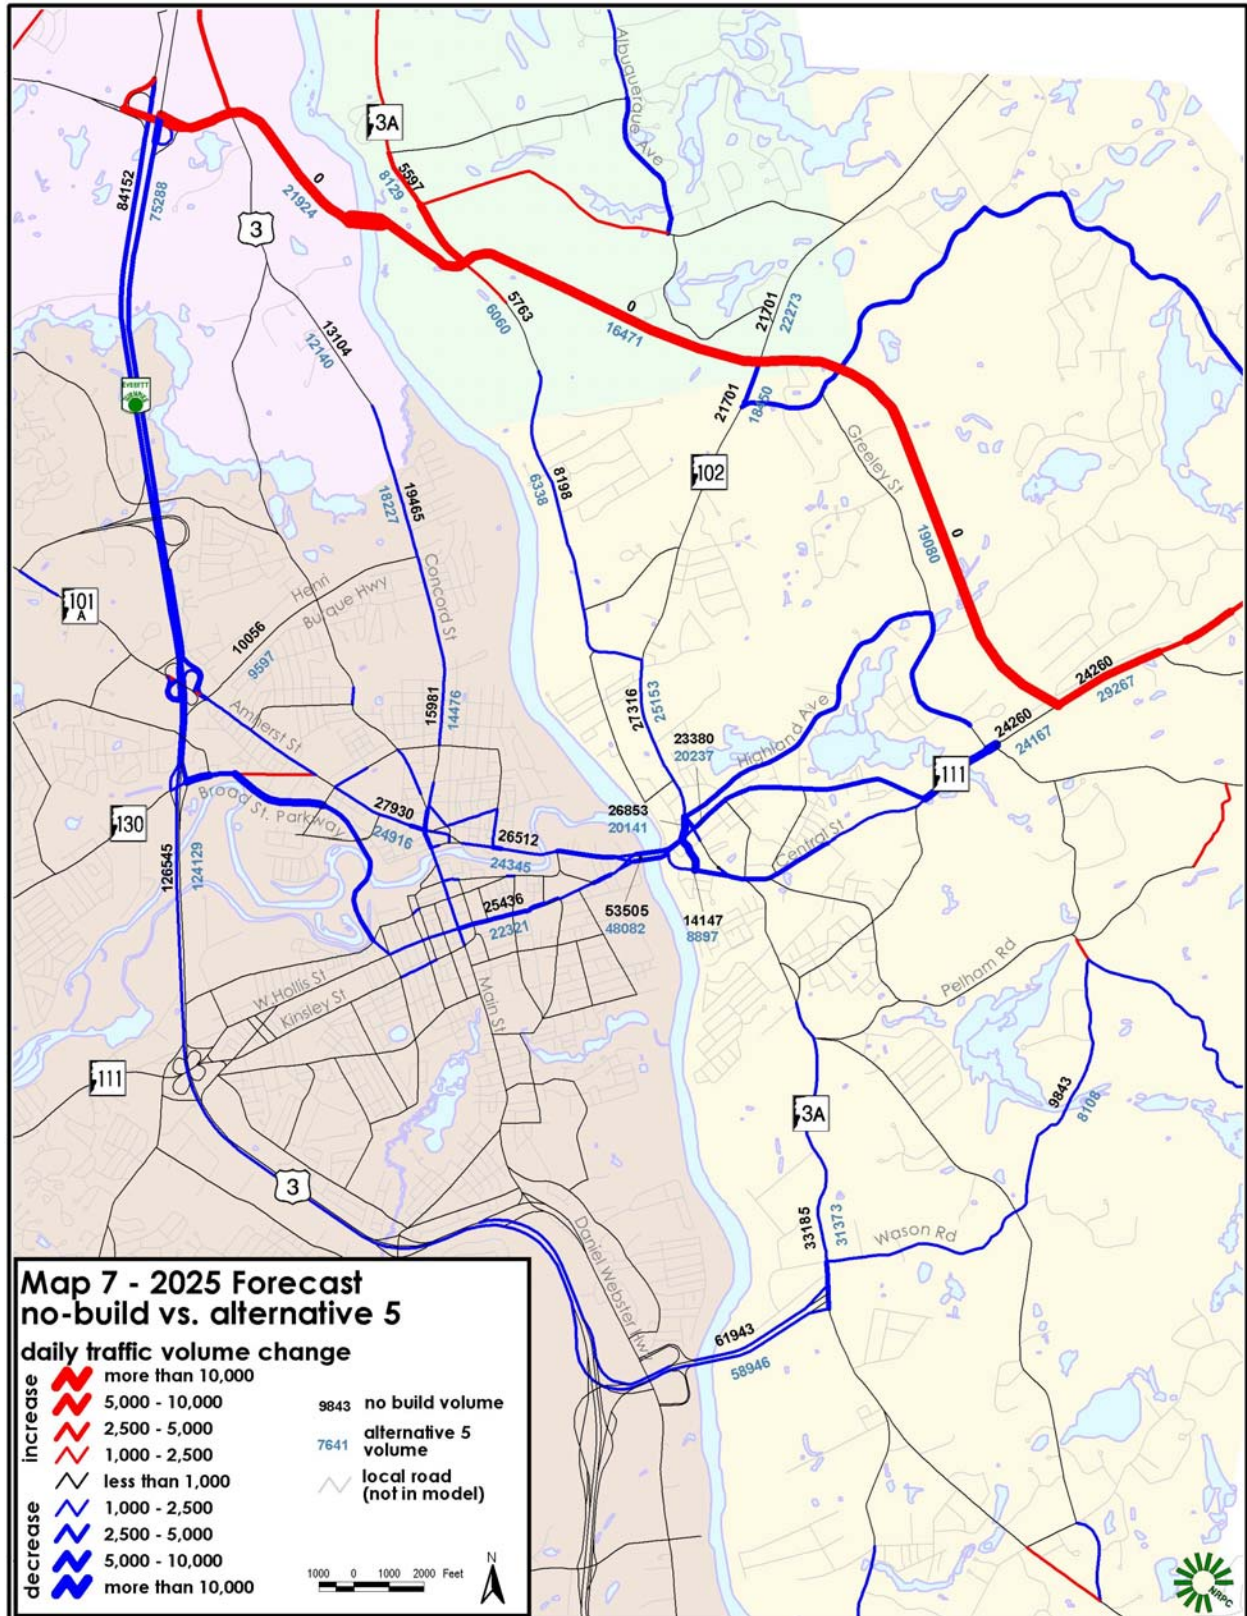 Albuquerque Ave
3A
5597
8129
84152
75288
0
21924
3
5763
6060
0
16471
21701
22273
13104
12140
EVERETT
TURNPIKE
21701
18450
102
Greeley St
8198
6338
19465
18227
0
19080
Concord St
101
A
Henri
Burque Hwy
10056
9597
24260
29267
15981
14476
27316
25153
Amherst St
23380
20237
Highland Ave
24260
24167
111
Broad St. Parkway
130
27930
24916
26853
20141
26512
24345
Central St
126545
124129
25436
22321
53505
48082
14147
8897
W.Hollis St
Kinsley St
Main St
Pelham Rd
111
9843
8108
3A
3
33185
31373
Wason Rd
Daniel Webster Hwy
61943
58946
Map 7 - 2025 Forecast
no-build vs. alternative 5
daily traffic volume change
increase
more than 10,000
5,000 - 10,000
2,500 - 5,000
1,000 - 2,500
less than 1,000
decrease
1,000 - 2,500
2,500 - 5,000
5,000 - 10,000
more than 10,000
9843 no build volume
7641 alternative 5
volume
local road
(not in model)
1000 0 1000 2000 Feet
N
NRPC